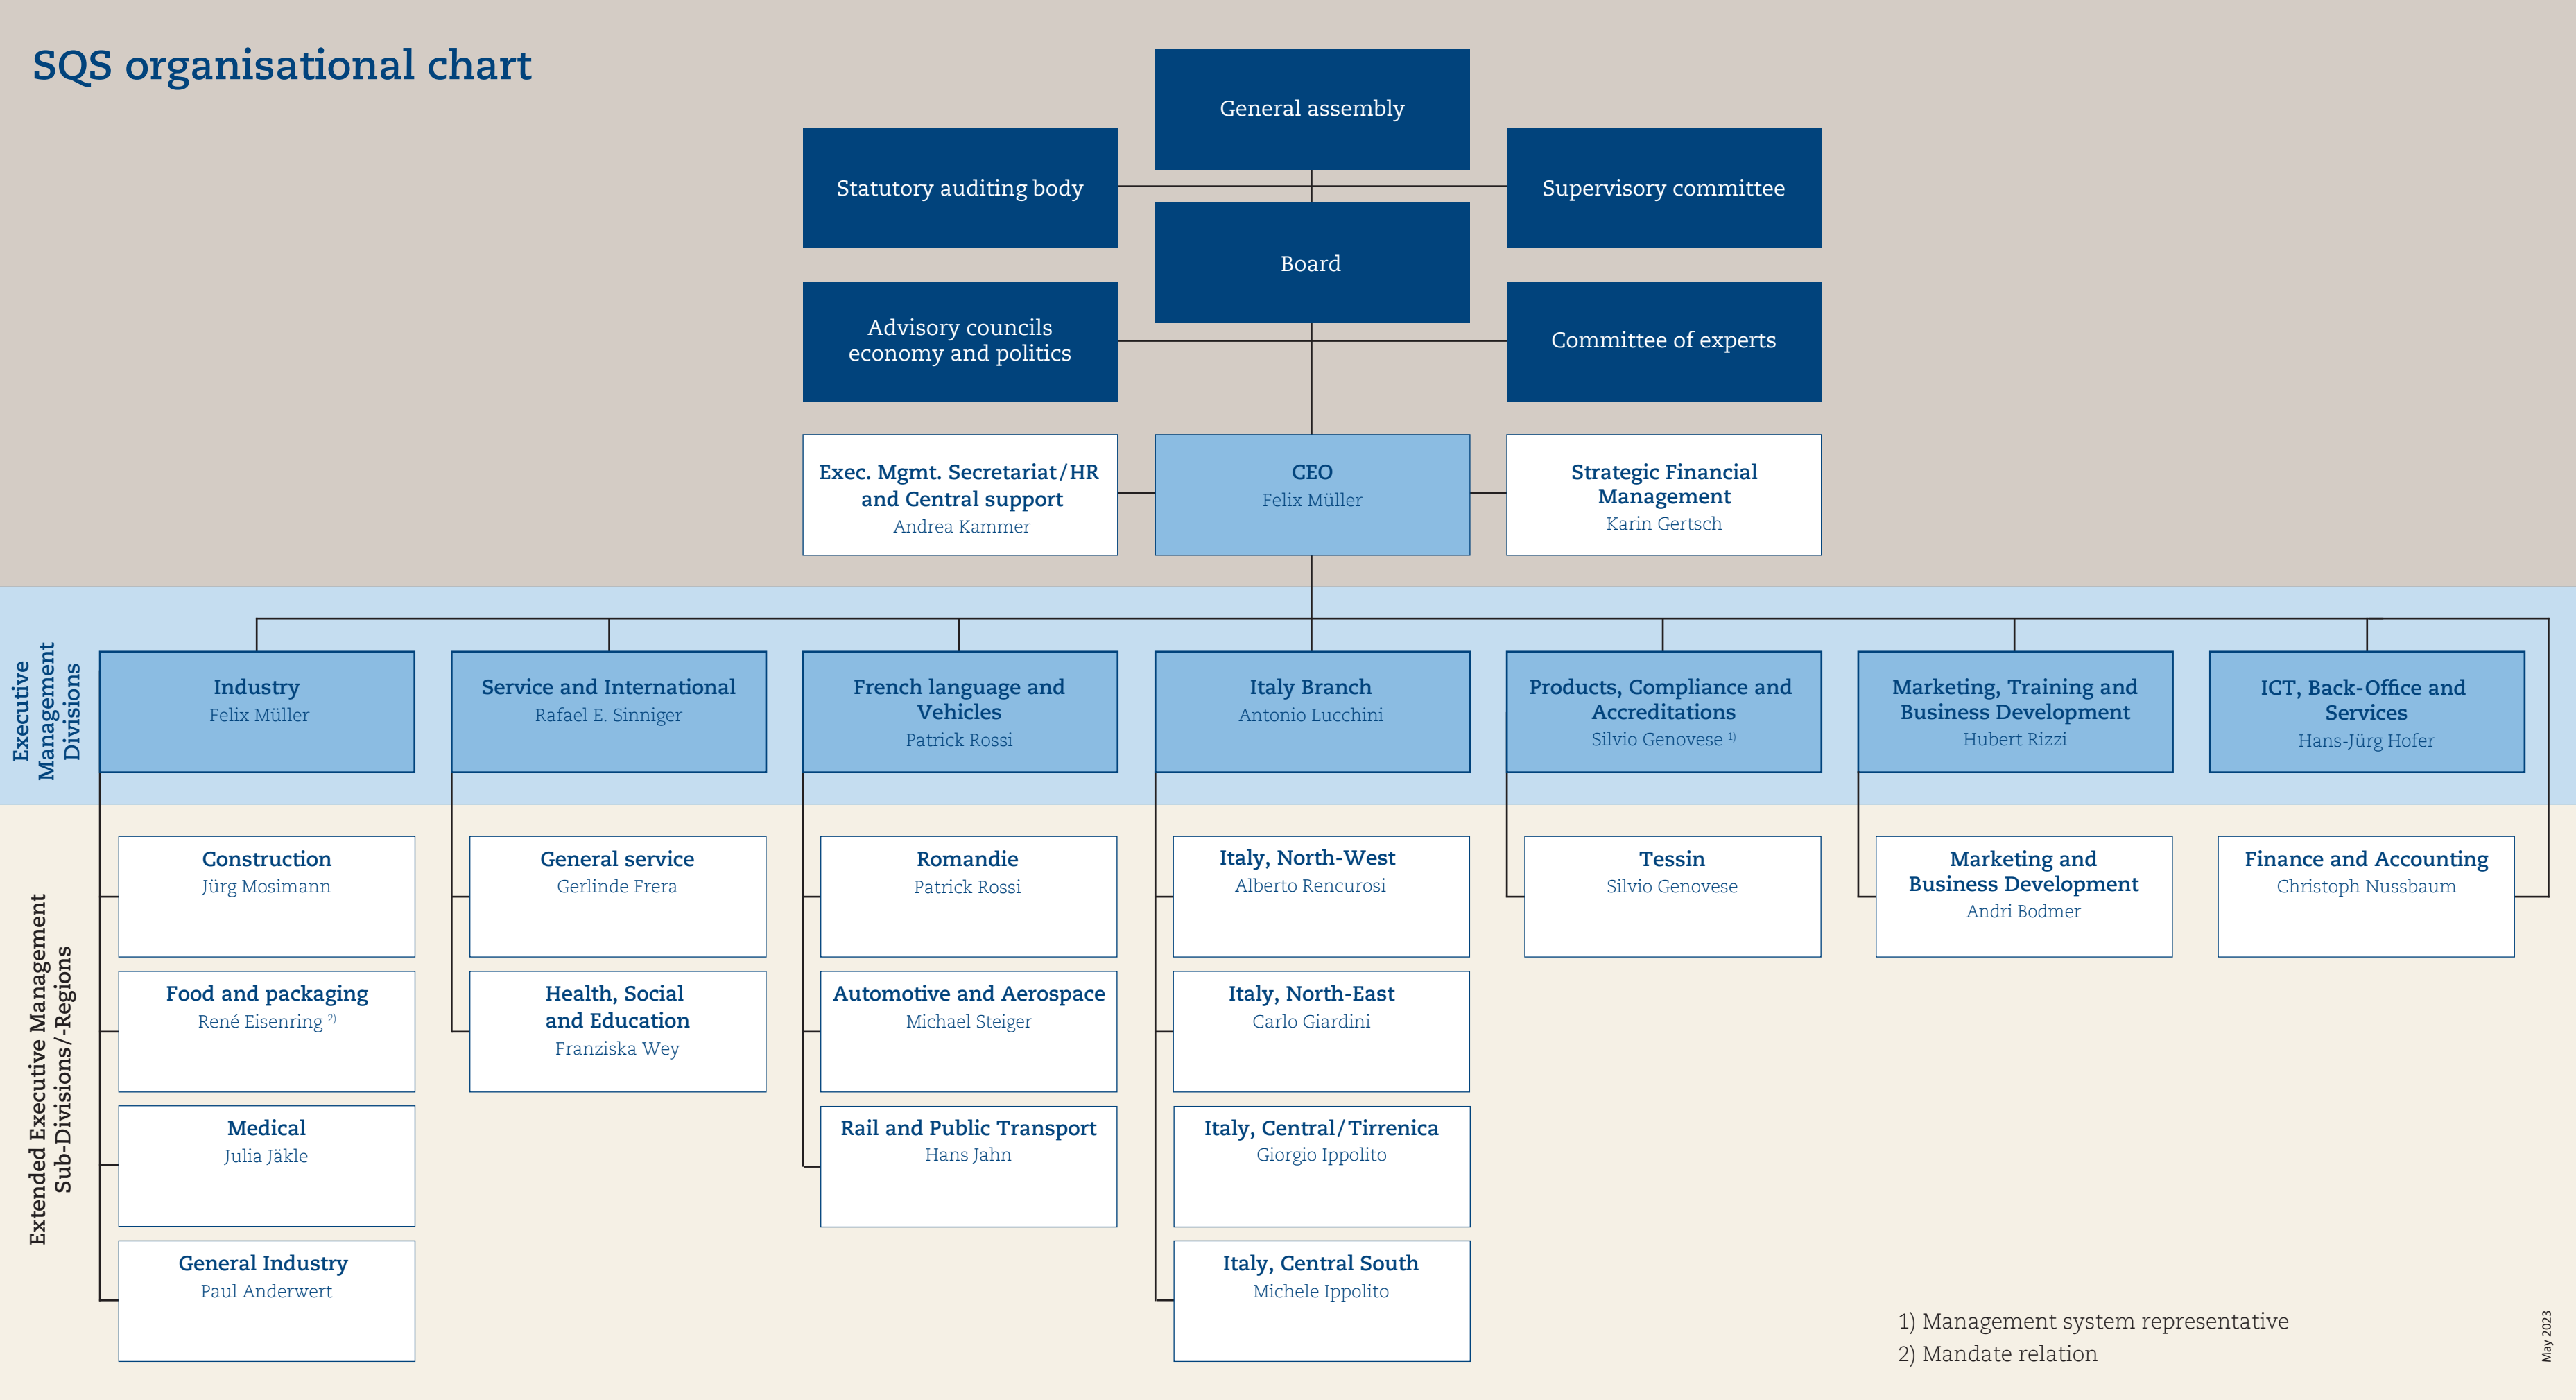 SQS organisational chart
General assembly
Statutory auditing body
Supervisory committee
Board
Advisory councils
economy and politics
Committee of experts
Exec. Mgmt. Secretariat/HR
and Central support
Andrea Kammer
CEO
Felix Müller
Strategic Financial
Management
Karin Gertsch
Executive
Management
Divisions
Industry
Felix Müller
Service and International
Rafael E. Sinniger
French language and
Vehicles
Patrick Rossi
Italy Branch
Antonio Lucchini
Products, Compliance and
Accreditations
Silvio Genovese 1)
Marketing, Training and
Business Development
Hubert Rizzi
ICT, Back-Office and
Services
Hans-Jürg Hofer
Extended Executive Management
Sub-Divisions/-Regions
Construction
Jürg Mosimann
General service
Gerlinde Frera
Romandie
Patrick Rossi
Italy, North-West
Alberto Rencurosi
Tessin
Silvio Genovese
Marketing and
Business Development
Andri Bodmer
Finance and Accounting
Christoph Nussbaum
Food and packaging
René Eisenring 2)
Health, Social
and Education
Franziska Wey
Automotive and Aerospace
Michael Steiger
Italy, North-East
Carlo Giardini
Medical
Julia Jäkle
Rail and Public Transport
Hans Jahn
Italy, Central/Tirrenica
Giorgio Ippolito
General Industry
Paul Anderwert
Italy, Central South
Michele Ippolito
1) Management system representative
2) Mandate relation
May 2023